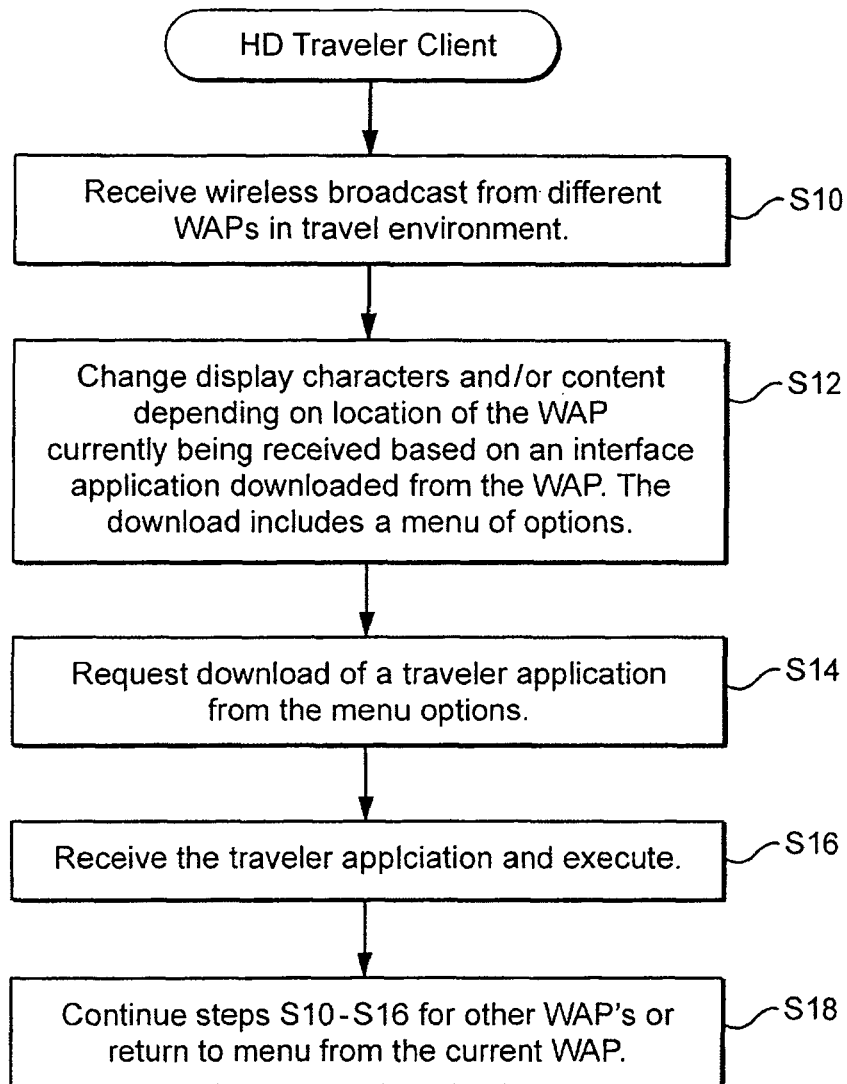 HD Traveler Client
Receive wireless broadcast from different
WAPs in travel environment.
S10
Change display characters and/or content
depending on location of the WAP
currently being received based on an interface
application downloaded from the WAP. The
download includes a menu of options.
S12
Request download of a traveler application
from the menu options.
S14
Receive the traveler applciation and execute.
S16
Continue steps S10-S16 for other WAP's or
return to menu from the current WAP.
S18